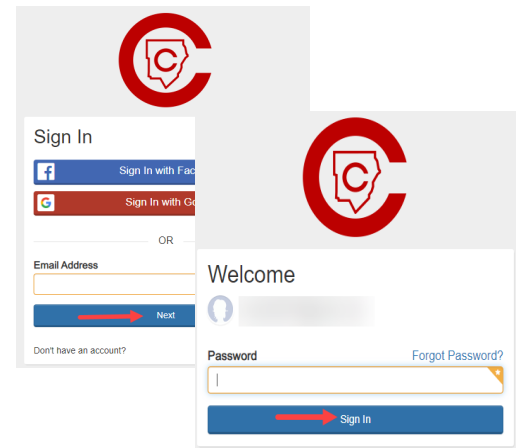 C
Sign In
f
Sign In with Fac
G
Sign In with Go
OR
Email Address
Next
Don't have an account?
C
Welcome
Password
Forgot Password?
Sign In